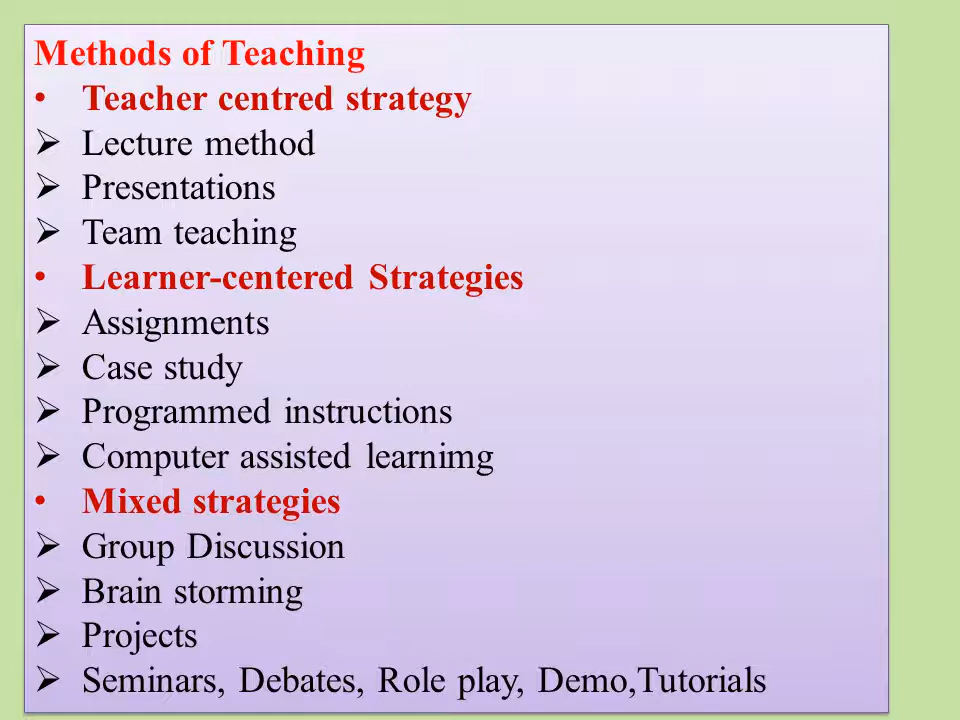 Methods of Teaching
• Teacher centred strategy
➢ Lecture method
➢ Presentations
➢ Team teaching
• Learner-centered Strategies
➢ Assignments
➢ Case study
➢ Programmed instructions
➢ Computer assisted learnimg
• Mixed strategies
➢ Group Discussion
➢ Brain storming
➢ Projects
➢ Seminars, Debates, Role play, Demo,Tutorials